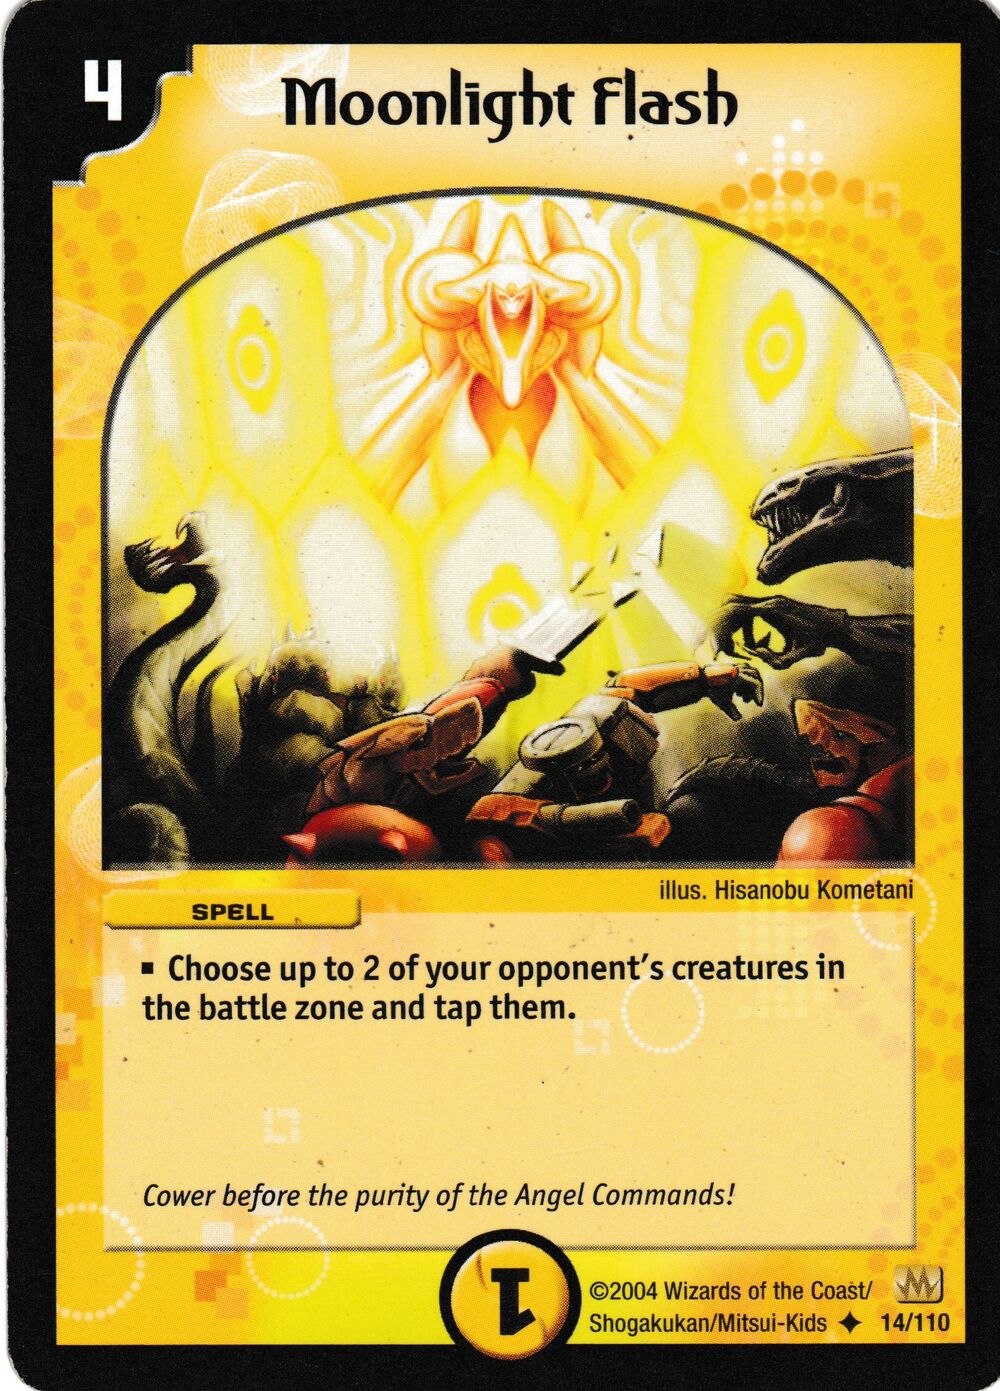 4
Moonlight Flash
illus. Hisanobu Kometani
SPELL
▪ Choose up to 2 of your opponent's creatures in
the battle zone and tap them.
Cower before the purity of the Angel Commands!
1
©2004 Wizards of the Coast/
Shogakukan/Mitsui-Kids ✦ 14/110